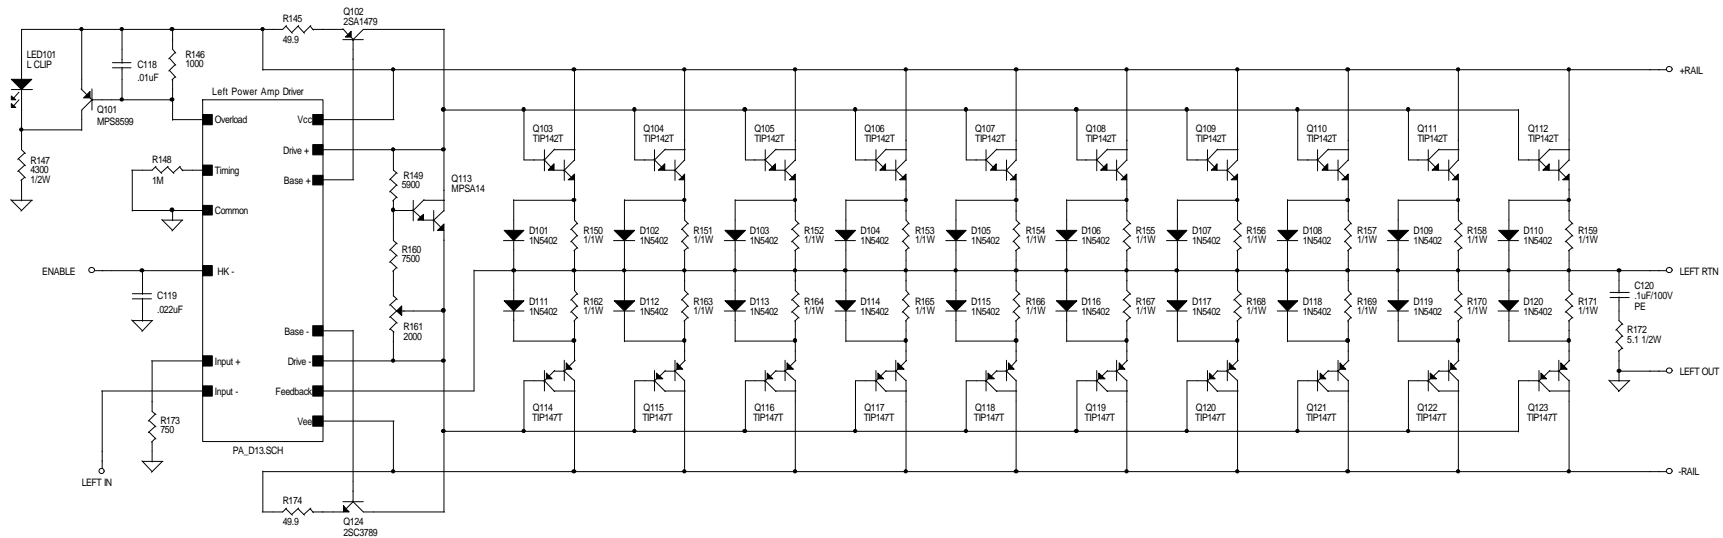 R145
49.9
Q102
2SA1479
LED101
L CLIP
C118
.01uF
R146
1000
+RAIL
Q101
MPS8599
Left Power Amp Driver
Overload
Vcc
Timing
Drive +
Base +
Common
HK -
Base -
Input +
Drive -
Input -
Feedback
Vee
PA_D13.SCH
R147
4300
1/2W
R148
1M
R149
5900
Q113
MPSA14
R160
7500
R161
2000
ENABLE
C119
.022uF
R173
750
LEFT IN
R174
49.9
Q124
2SC3789
Q103
TIP142T
Q104
TIP142T
Q105
TIP142T
Q106
TIP142T
Q107
TIP142T
Q108
TIP142T
Q109
TIP142T
Q110
TIP142T
Q111
TIP142T
Q112
TIP142T
D101
1N5402
R150
1/1W
D102
1N5402
R151
1/1W
D103
1N5402
R152
1/1W
D104
1N5402
R153
1/1W
D105
1N5402
R154
1/1W
D106
1N5402
R155
1/1W
D107
1N5402
R156
1/1W
D108
1N5402
R157
1/1W
D109
1N5402
R158
1/1W
D110
1N5402
R159
1/1W
LEFT RTN
D111
1N5402
R162
1/1W
D112
1N5402
R163
1/1W
D113
1N5402
R164
1/1W
D114
1N5402
R165
1/1W
D115
1N5402
R166
1/1W
D116
1N5402
R167
1/1W
D117
1N5402
R168
1/1W
D118
1N5402
R169
1/1W
D119
1N5402
R170
1/1W
D120
1N5402
R171
1/1W
C120
.1uF/100V
PE
R172
5.1 1/2W
LEFT OUT
Q114
TIP147T
Q115
TIP147T
Q116
TIP147T
Q117
TIP147T
Q118
TIP147T
Q119
TIP147T
Q120
TIP147T
Q121
TIP147T
Q122
TIP147T
Q123
TIP147T
-RAIL